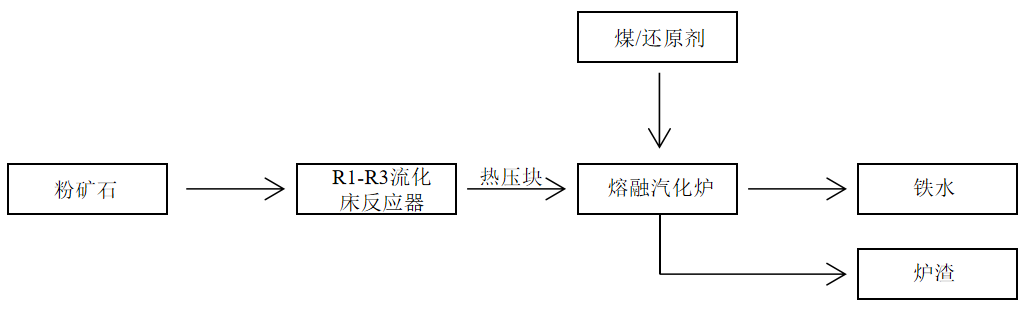 煤/还原剂
粉矿石
R1-R3流化
床反应器
热压块
熔融汽化炉
铁水
炉渣